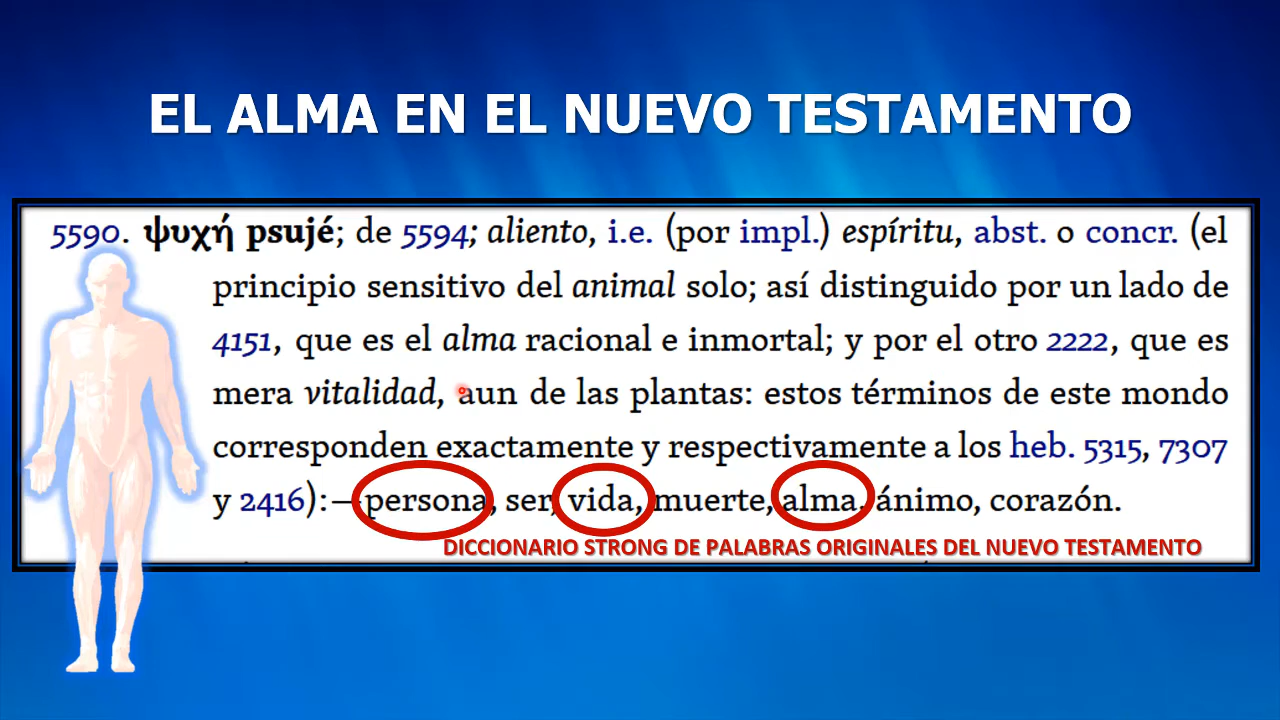 EL ALMA EN EL NUEVO TESTAMENTO
5590. ψυχή psujé; de 5594; aliento, i.e. (por impl.) espíritu, abst. o concr. (el
principio sensitivo del animal solo; así distinguido por un lado de
4151, que es el alma racional e inmortal; y por el otro 2222, que es
mera vitalidad, aun de las plantas: estos términos de este mondo
corresponden exactamente y respectivamente a los heb. 5315, 7307
y 2416):—persona, ser, vida, muerte, alma. ánimo, corazón.
DICCIONARIO STRONG DE PALABRAS ORIGINALES DEL NUEVO TESTAMENTO